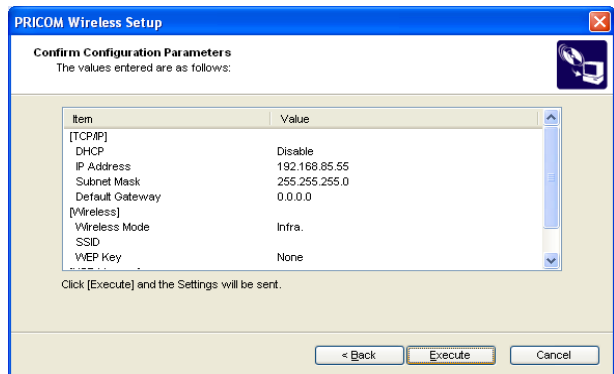 PRICOM Wireless Setup
Confirm Configuration Parameters
The values entered are as follows:
Item Value
[TCP/IP]
DHCP Disable
IP Address 192.168.85.55
Subnet Mask 255.255.255.0
Default Gateway 0.0.0.0
[Wireless]
Wireless Mode Infra.
SSID
WEP Key None
Click [Execute] and the Settings will be sent.
< Back Execute Cancel